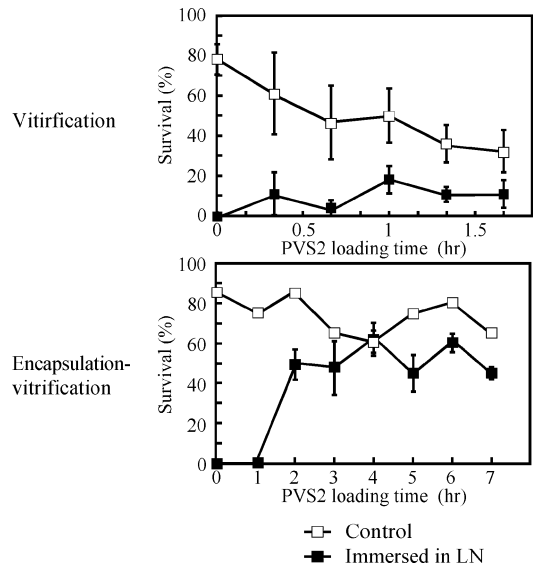 100
80
60
40
20
0
Survival (%)
Vitirfication
0 0.5 1 1.5
PVS2 loading time (hr)
100
80
60
40
20
0
Survival (%)
Encapsulation-
vitrification
0 1 2 3 4 5 6 7
PVS2 loading time (hr)
Control
Immersed in LN